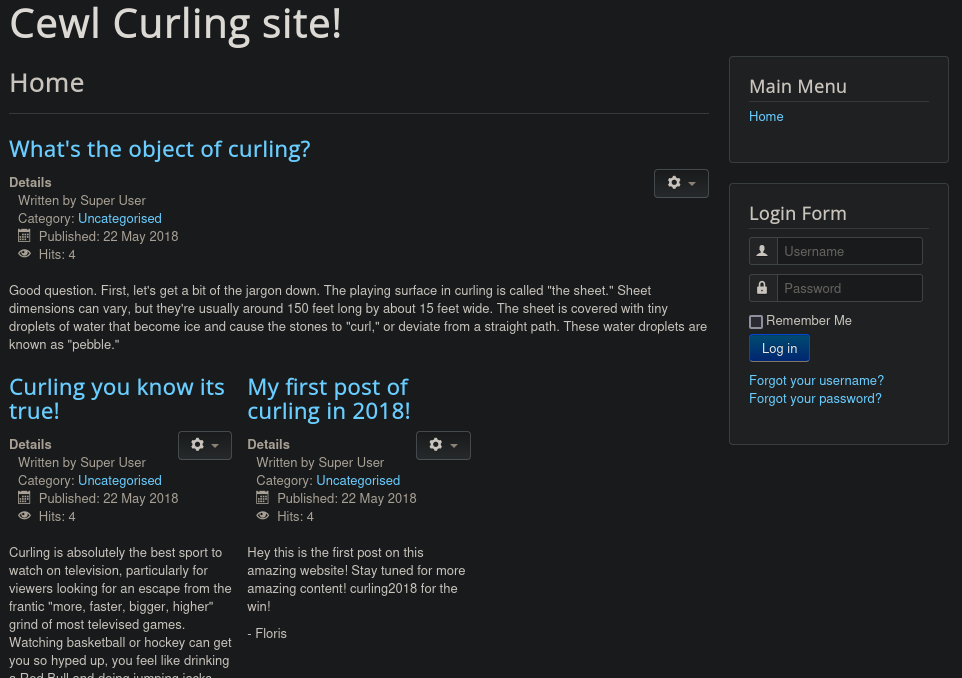 Cewl Curling site!
Home
What's the object of curling?
Details
Written by Super User
Category: Uncategorised
Published: 22 May 2018
Hits: 4
Good question. First, let's get a bit of the jargon down. The playing surface in curling is called "the sheet." Sheet
dimensions can vary, but they're usually around 150 feet long by about 15 feet wide. The sheet is covered with tiny
droplets of water that become ice and cause the stones to "curl," or deviate from a straight path. These water droplets are
known as "pebble."
Curling you know its
true!
Details
Written by Super User
Category: Uncategorised
Published: 22 May 2018
Hits: 4
Curling is absolutely the best sport to
watch on television, particularly for
viewers looking for an escape from the
frantic "more, faster, bigger, higher"
grind of most televised games.
Watching basketball or hockey can get
you so hyped up, you feel like drinking
a Red Bull and doing jumping jacks
My first post of
curling in 2018!
Details
Written by Super User
Category: Uncategorised
Published: 22 May 2018
Hits: 4
Hey this is the first post on this
amazing website! Stay tuned for more
amazing content! curling2018 for the
win!
- Floris
Main Menu
Home
Login Form
Username
Password
Remember Me
Log in
Forgot your username?
Forgot your password?